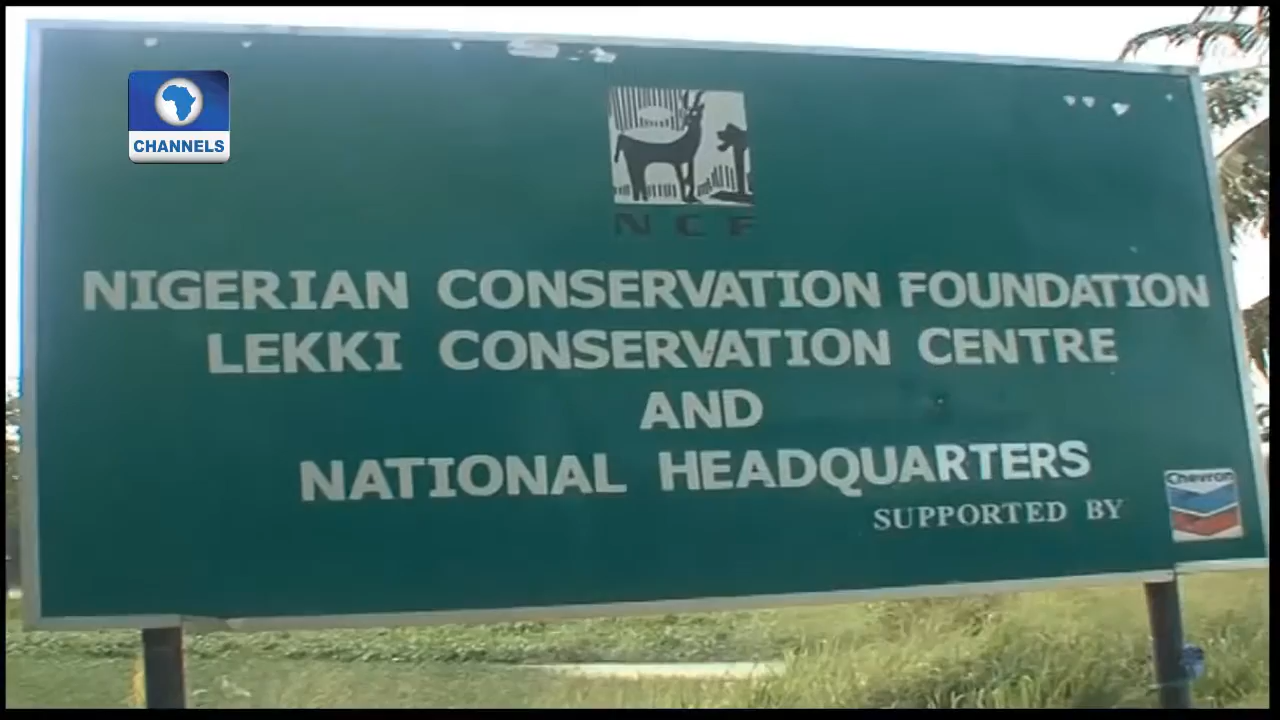 CHANNELS
NCF
NIGERIAN CONSERVATION FOUNDATION
LEKKI CONSERVATION CENTRE
AND
NATIONAL HEADQUARTERS
SUPPORTED BY
Chevron